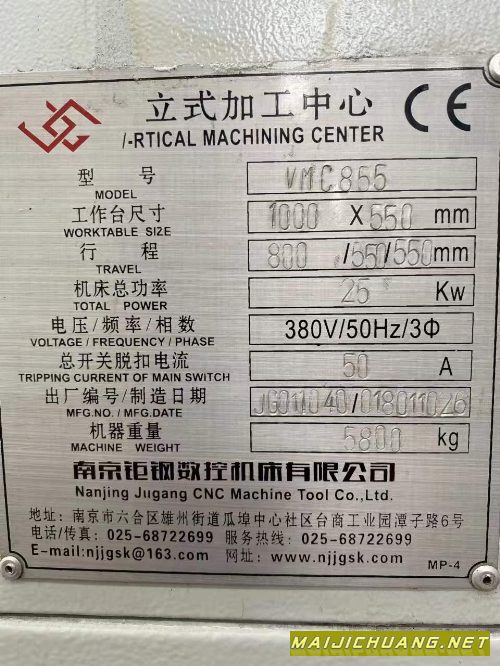 立式加工中心
CE
/-RTICAL MACHINING CENTER
型 号 VMC855
MODEL
工作台尺寸 1000 X 550 mm
WORKTABLE SIZE
行 程 800 /550/550mm
TRAVEL
机床总功率 25 Kw
TOTAL POWER
电压/频率/相数 380V/50Hz/3Φ
VOLTAGE / FREQUENCY / PHASE
总开关脱扣电流 50 A
TRIPPING CURRENT OF MAIN SWITCH
出厂编号/制造日期
MFG.NO. / MFG.DATE
机器重量 5800 kg
MACHINE WEIGHT
南京钜钢数控机床有限公司
Nanjing Jugang CNC Machine Tool Co.,Ltd.
地址: 南京市六合区雄州街道瓜埠中心社区台商工业园潭子路6号
电话/传真: 025-68722699 服务热线: 025-68722699
E-mail:njjgsk@163.com 网址: www.njjgsk.com
MP-4
MAIJICHUANG.NET